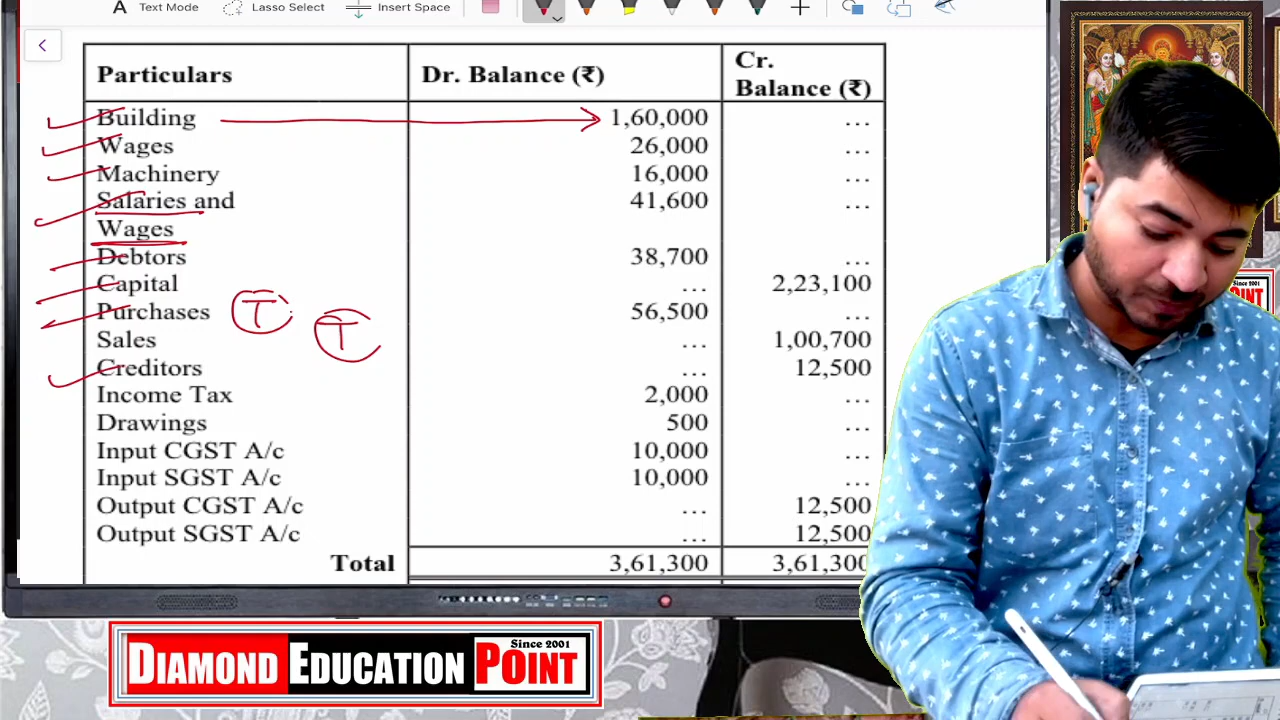 A Text Mode Lasso Select Insert Space
Particulars Dr. Balance (₹) Cr. Balance (₹)
Building 1,60,000 ...
Wages 26,000 ...
Machinery 16,000 ...
Salaries and 41,600 ...
Wages
Debtors 38,700 ...
Capital ... 2,23,100
Purchases T 56,500 ...
T
Sales ... 1,00,700
Creditors ... 12,500
Income Tax 2,000 ...
Drawings 500 ...
Input CGST A/c 10,000 ...
Input SGST A/c 10,000 ...
Output CGST A/c ... 12,500
Output SGST A/c ... 12,500
Total 3,61,300 3,61,300
Since 2001
DIAMOND EDUCATION POINT